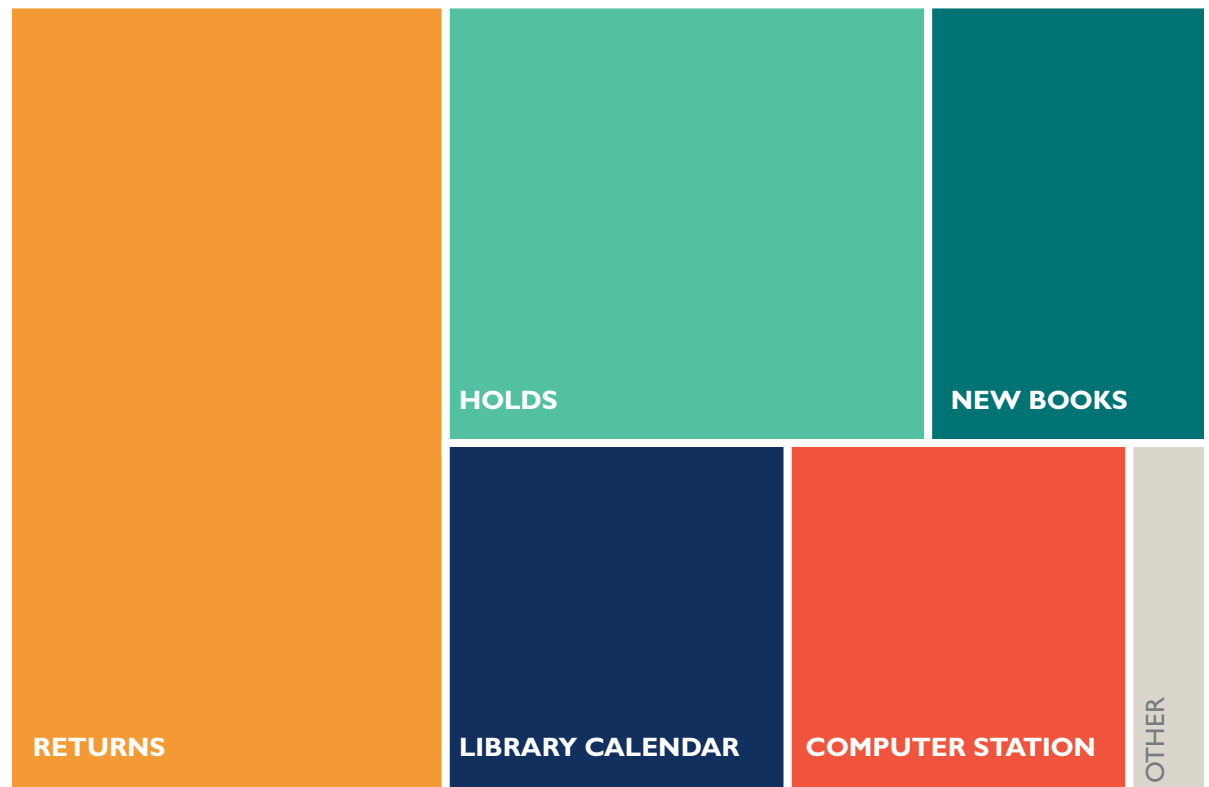 HOLDS
NEW BOOKS
RETURNS
LIBRARY CALENDAR
COMPUTER STATION
OTHER